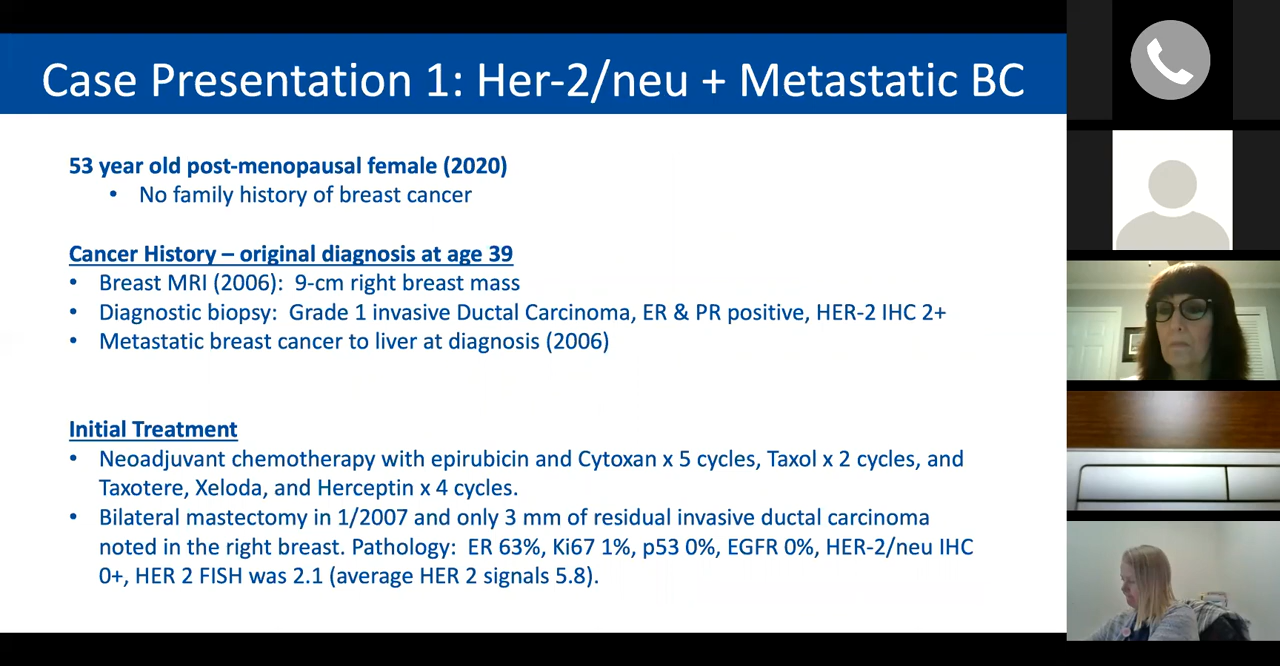 Case Presentation 1: Her-2/neu + Metastatic BC
53 year old post-menopausal female (2020)
• No family history of breast cancer
Cancer History – original diagnosis at age 39
• Breast MRI (2006): 9-cm right breast mass
• Diagnostic biopsy: Grade 1 invasive Ductal Carcinoma, ER & PR positive, HER-2 IHC 2+
• Metastatic breast cancer to liver at diagnosis (2006)
Initial Treatment
• Neoadjuvant chemotherapy with epirubicin and Cytoxan x 5 cycles, Taxol x 2 cycles, and
Taxotere, Xeloda, and Herceptin x 4 cycles.
• Bilateral mastectomy in 1/2007 and only 3 mm of residual invasive ductal carcinoma
noted in the right breast. Pathology: ER 63%, Ki67 1%, p53 0%, EGFR 0%, HER-2/neu IHC
0+, HER 2 FISH was 2.1 (average HER 2 signals 5.8).